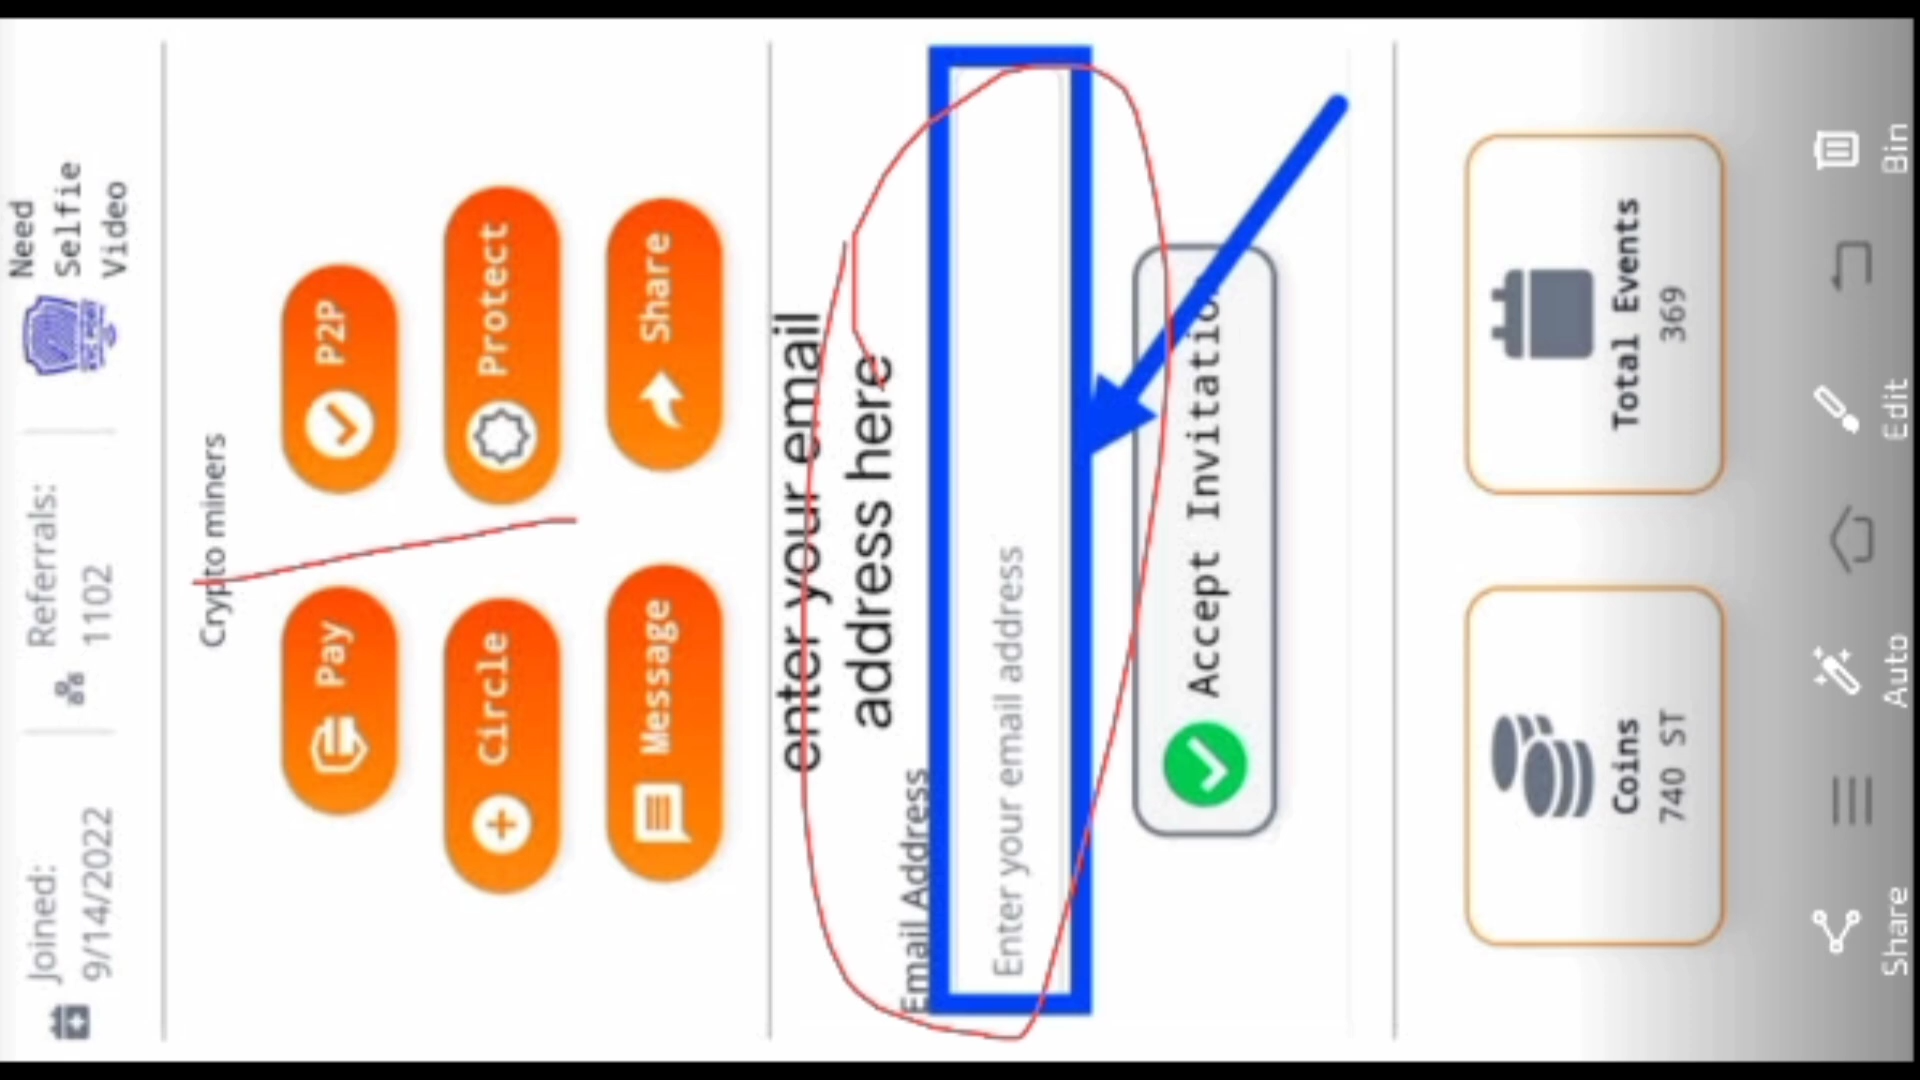 Joined:
9/14/2022
Referrals:
1102
Need
Selfie
Video
Crypto miners
Pay
P2P
Circle
Protect
Message
Share
enter your email
address here
Email Address
Enter your email address
Accept Invitatio
Coins
740 ST
Total Events
369
Share
Auto
Edit
Bin